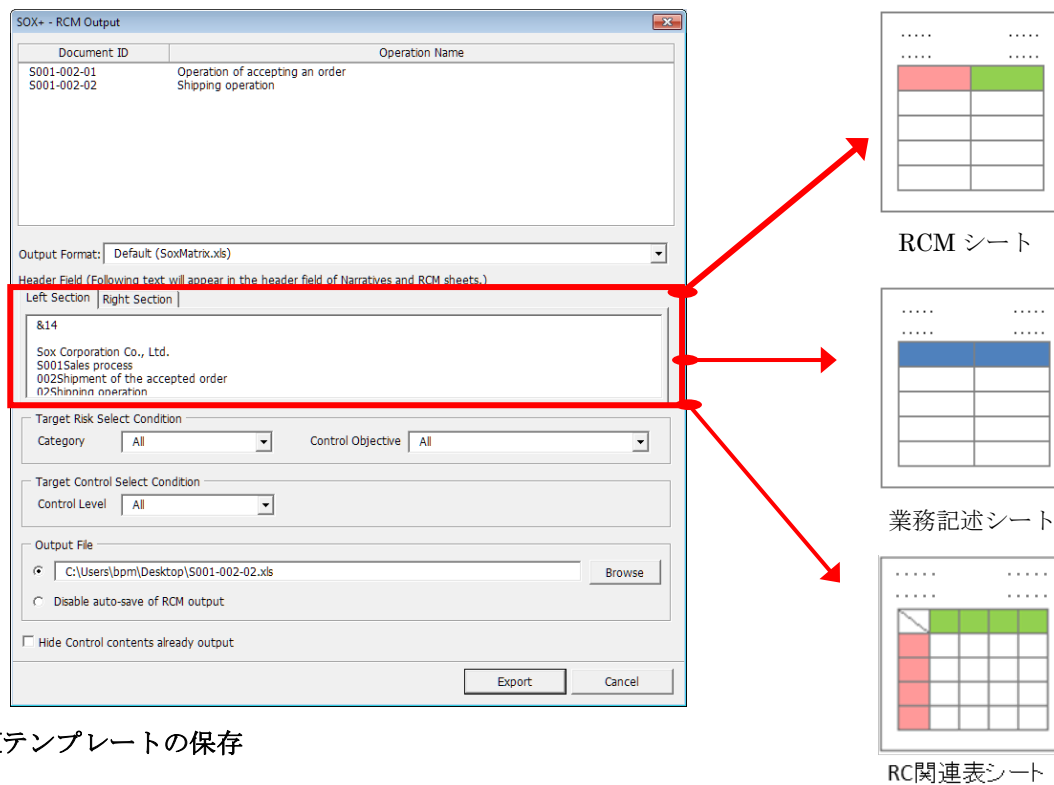 SOX+ - RCM Output
Document ID Operation Name
S001-002-01 Operation of accepting an order
S001-002-02 Shipping operation
Output Format: Default (SoxMatrix.xls)
Header Field (Following text will appear in the header field of Narratives and RCM sheets.)
Left Section Right Section
&14
Sox Corporation Co., Ltd.
S001Sales process
002Shipment of the accepted order
02Shipping operation
Target Risk Select Condition
Category All Control Objective All
Target Control Select Condition
Control Level All
Output File
C:\Users\bpm\Desktop\S001-002-02.xls Browse
Disable auto-save of RCM output
Hide Control contents already output
Export Cancel
RCM シート
業務記述シート
RC関連表シート
テンプレートの保存